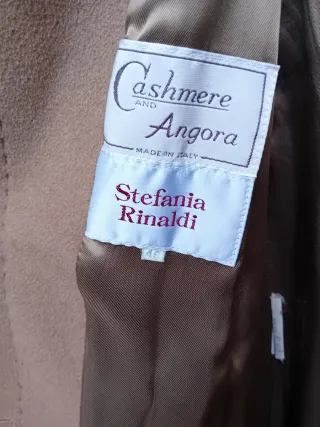 Cashmere
AND
Angora
MADE IN ITALY
Stefania
Rinaldi